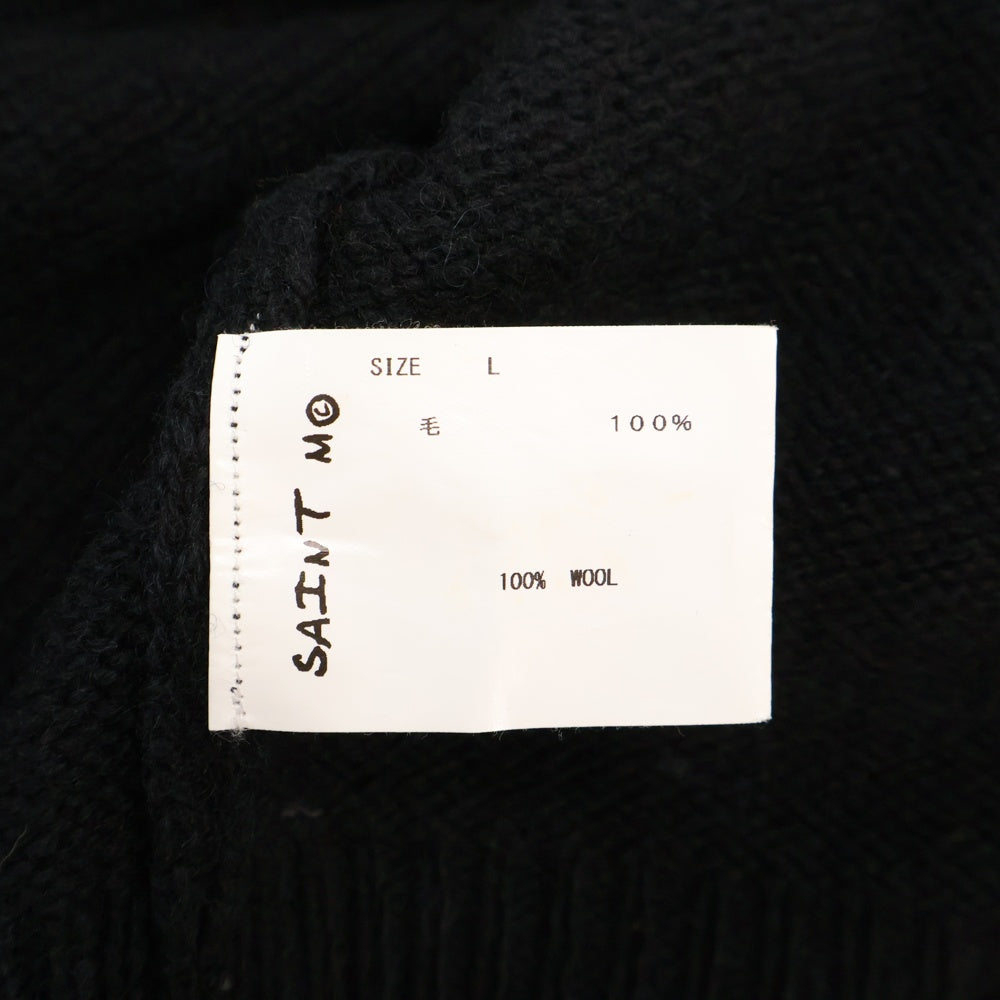 SIZE L
毛 100%
100% WOOL
SAINT M©